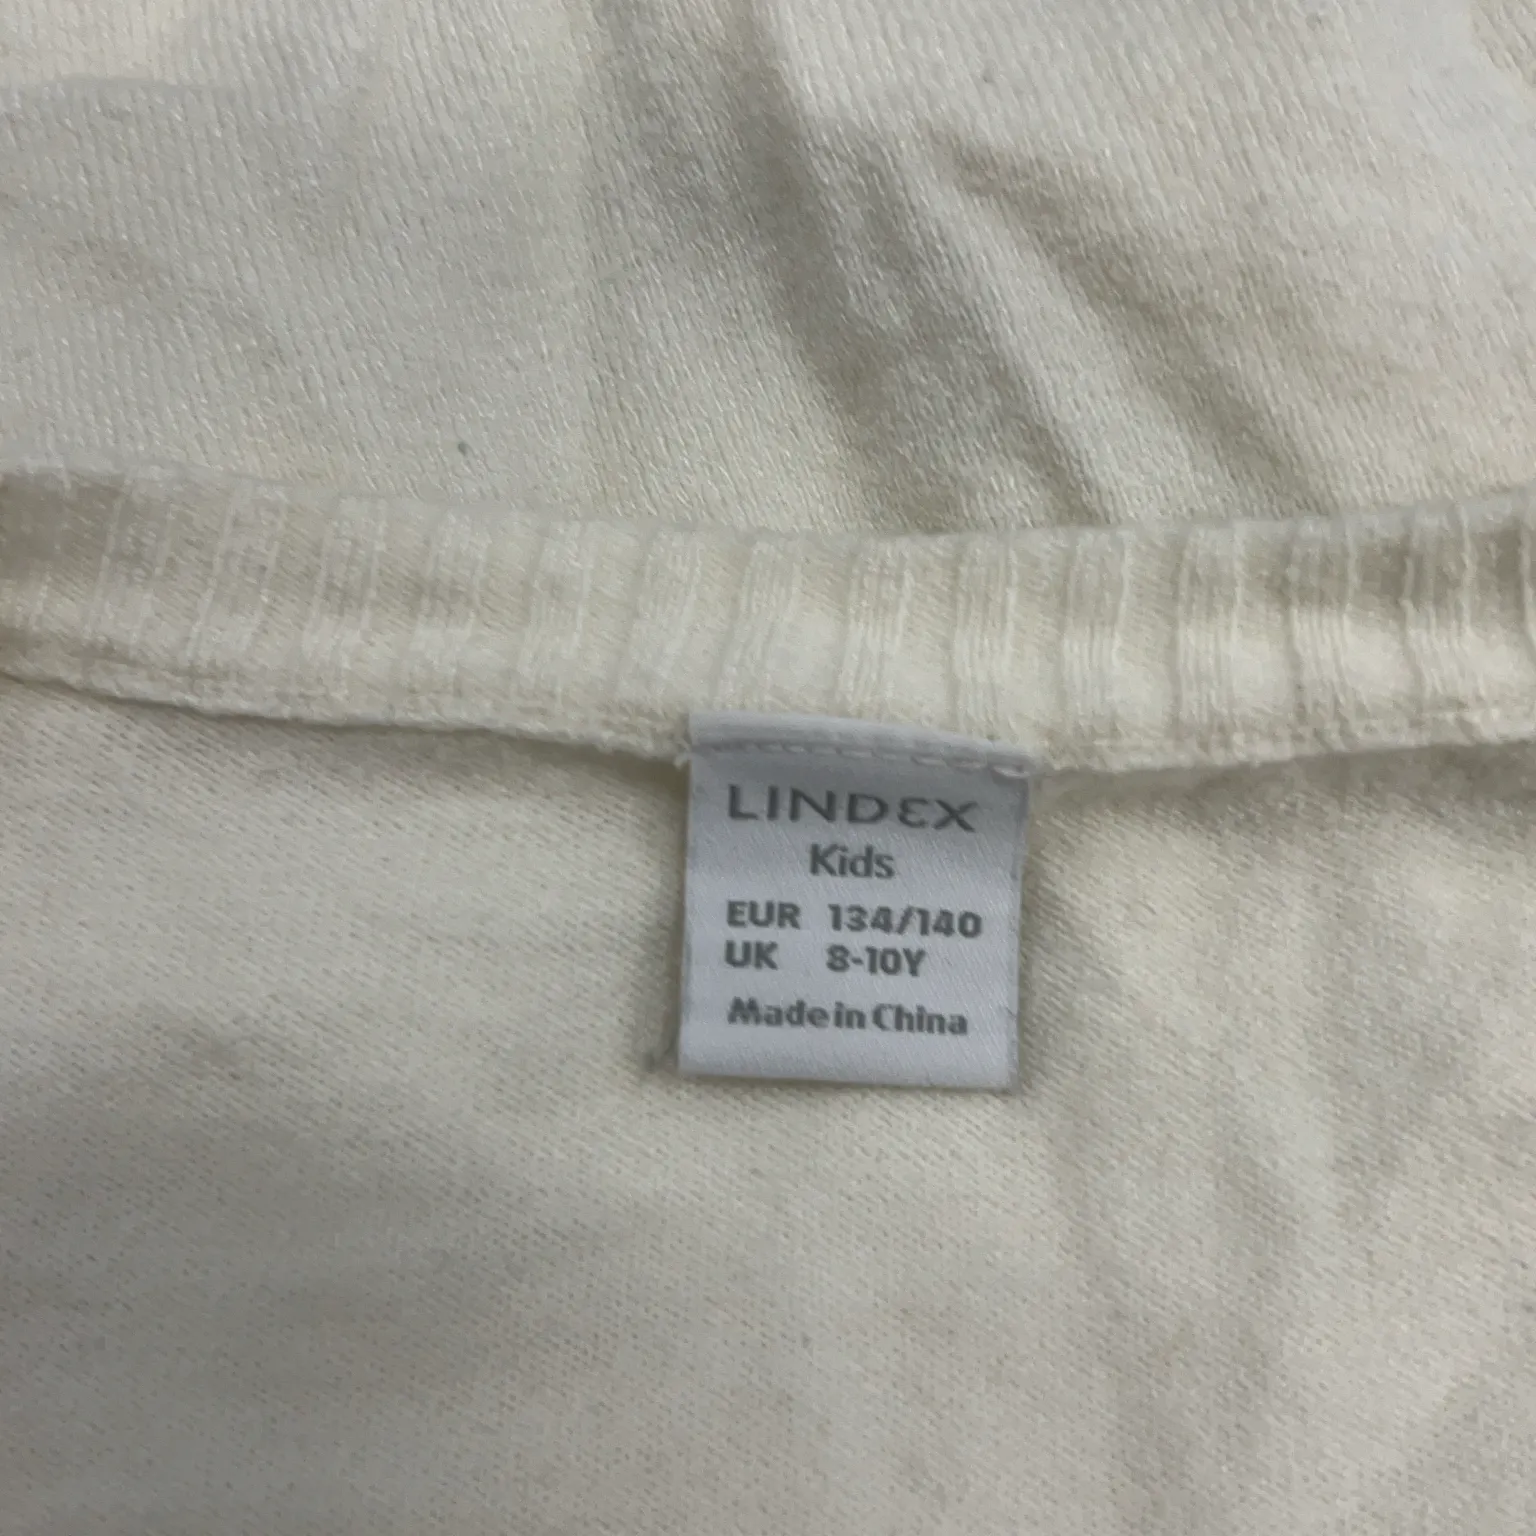 LINDEX
Kids
EUR 134/140
UK 8-10Y
Made in China